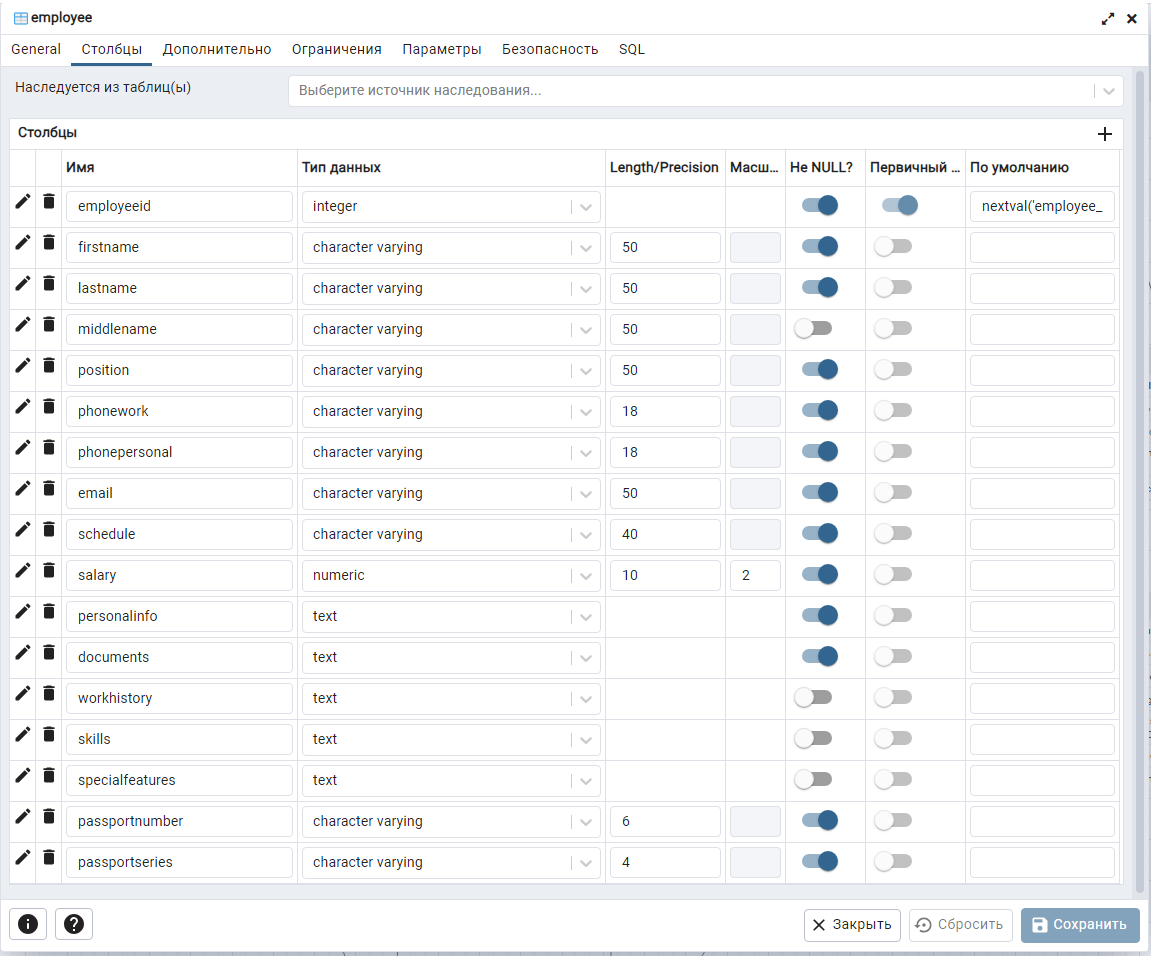 employee
General Столбцы Дополнительно Ограничения Параметры Безопасность SQL
Наследуется из таблиц(ы) Выберите источник наследования...
Столбцы
Имя Тип данных Length/Precision Масш... Не NULL? Первичный ... По умолчанию
employeeid integer nextval('employee_
firstname character varying 50
lastname character varying 50
middlename character varying 50
position character varying 50
phonework character varying 18
phonepersonal character varying 18
email character varying 50
schedule character varying 40
salary numeric 10 2
personalinfo text
documents text
workhistory text
skills text
specialfeatures text
passportnumber character varying 6
passportseries character varying 4
Закрыть Сбросить Сохранить